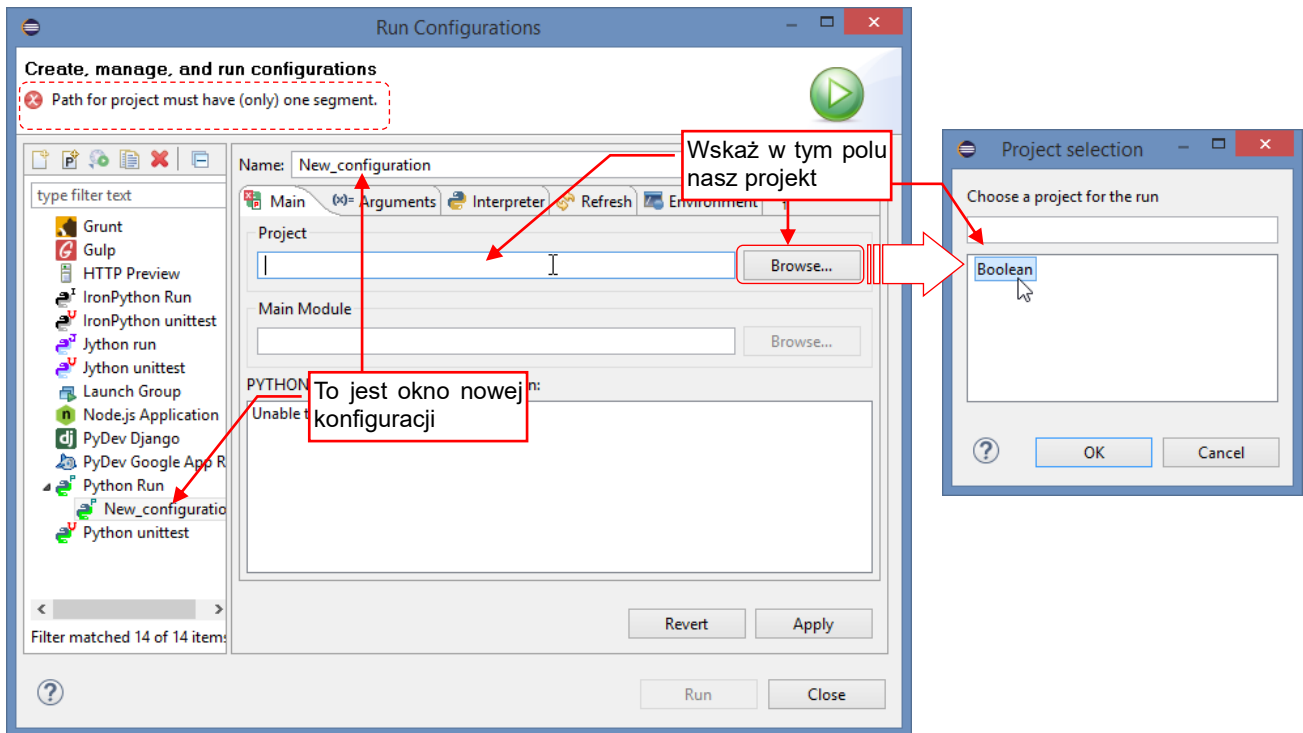 Run Configurations
Create, manage, and run configurations
Path for project must have (only) one segment.
type filter text
Grunt
Gulp
HTTP Preview
IronPython Run
IronPython unittest
Jython run
Jython unittest
Launch Group
Node.js Application
PyDev Django
PyDev Google App R
Python Run
New_configuratio
Python unittest
Filter matched 14 of 14 items
Name: New_configuration
Main
(x)= Arguments
Interpreter
Refresh
Environment
Project
Browse...
Main Module
Browse...
PYTHON
n:
Unable t
Revert
Apply
Run
Close
Wskaż w tym polu
nasz projekt
To jest okno nowej
konfiguracji
Project selection
Choose a project for the run
Boolean
OK
Cancel